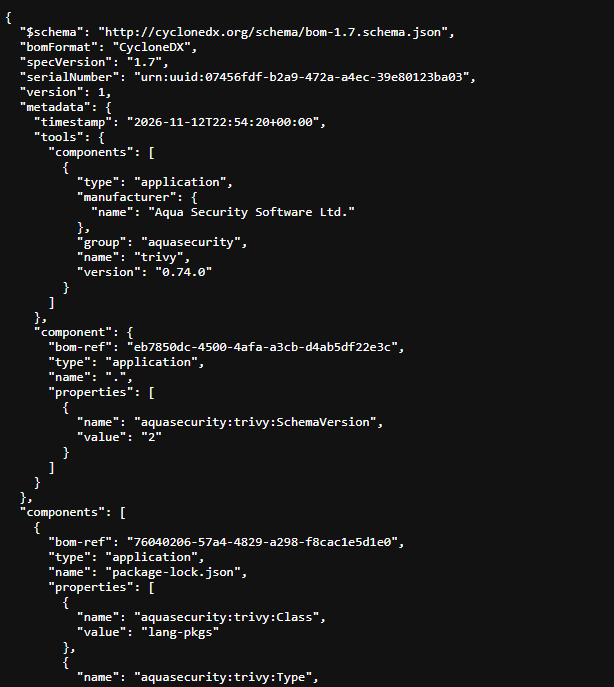 {
  "$schema": "http://cyclonedx.org/schema/bom-1.7.schema.json",
  "bomFormat": "CycloneDX",
  "specVersion": "1.7",
  "serialNumber": "urn:uuid:07456fdf-b2a9-472a-a4ec-39e80123ba03",
  "version": 1,
  "metadata": {
    "timestamp": "2026-11-12T22:54:20+00:00",
    "tools": {
      "components": [
        {
          "type": "application",
          "manufacturer": {
            "name": "Aqua Security Software Ltd."
          },
          "group": "aquasecurity",
          "name": "trivy",
          "version": "0.74.0"
        }
      ]
    },
    "component": {
      "bom-ref": "eb7850dc-4500-4afa-a3cb-d4ab5df22e3c",
      "type": "application",
      "name": ".",
      "properties": [
        {
          "name": "aquasecurity:trivy:SchemaVersion",
          "value": "2"
        }
      ]
    }
  },
  "components": [
    {
      "bom-ref": "76040206-57a4-4829-a298-f8cac1e5d1e0",
      "type": "application",
      "name": "package-lock.json",
      "properties": [
        {
          "name": "aquasecurity:trivy:Class",
          "value": "lang-pkgs"
        },
        {
          "name": "aquasecurity:trivy:Type",